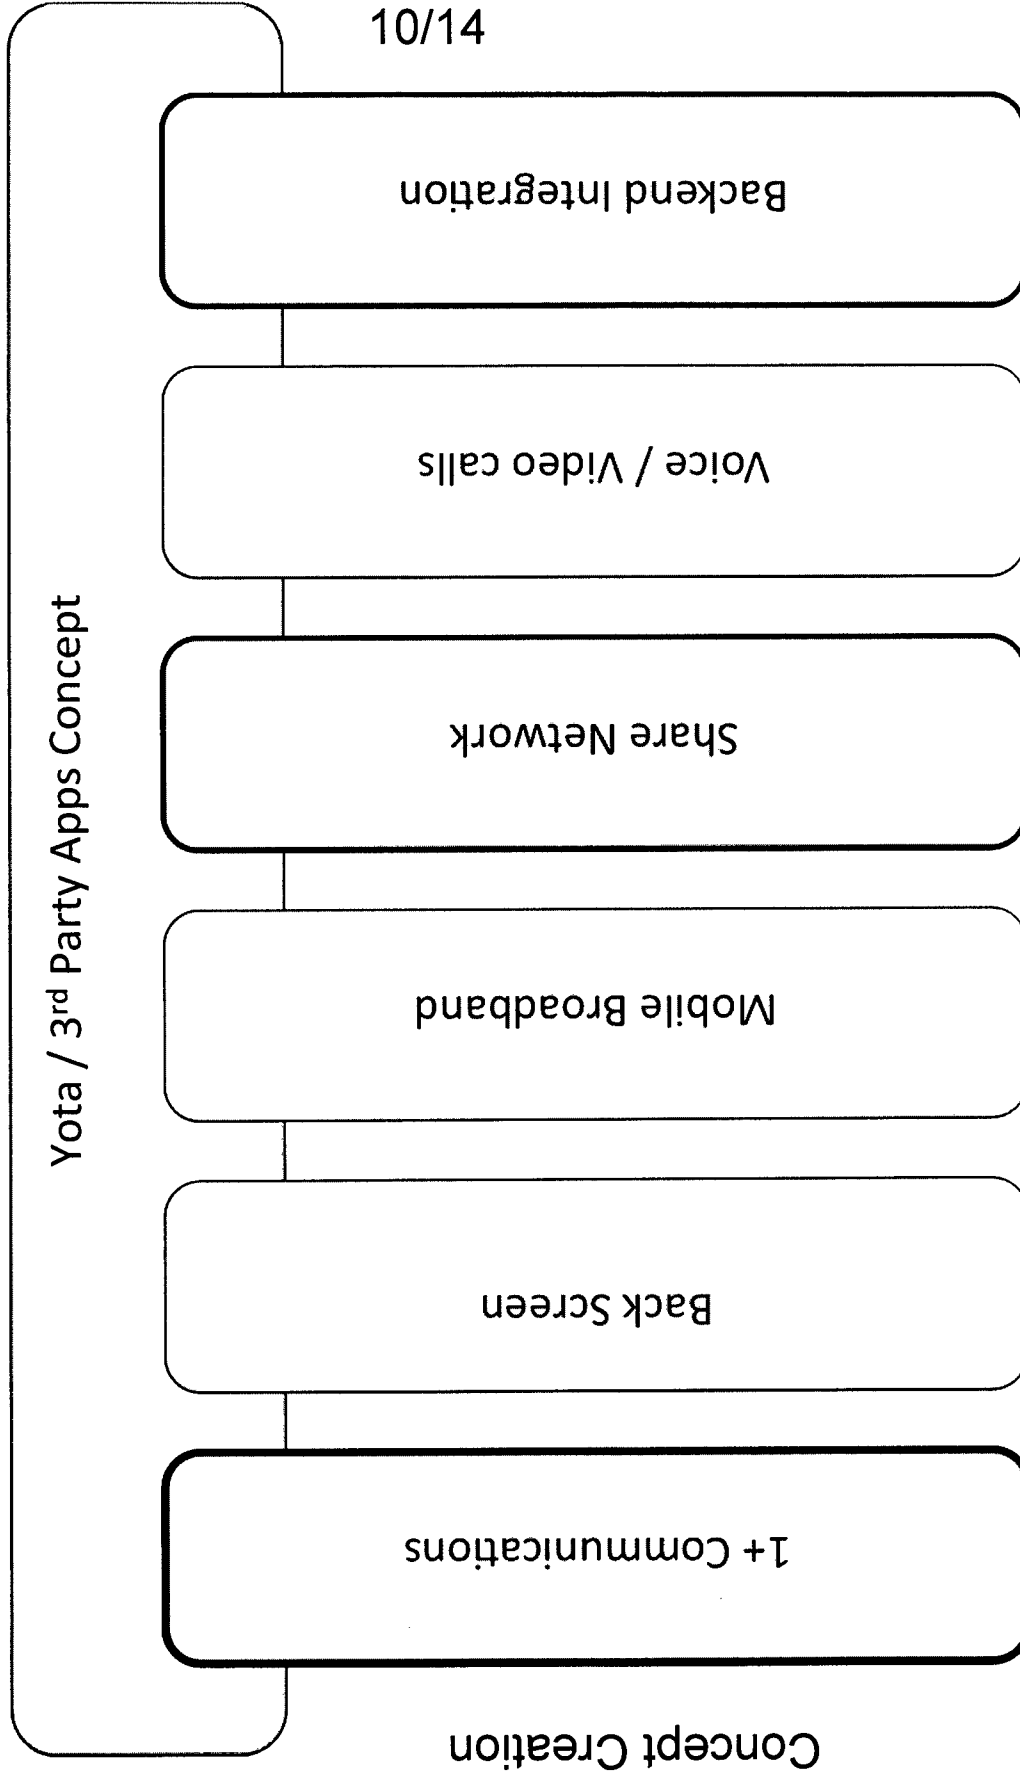 10/14
Yota / 3rd Party Apps Concept
Backend Integration
Voice / Video calls
Share Network
Mobile Broadband
Back Screen
1+ Communications
Concept Creation